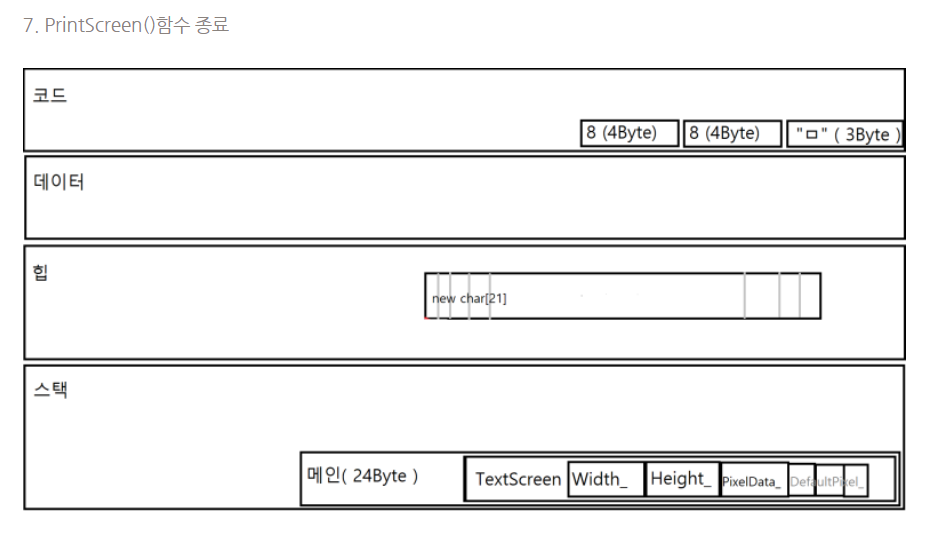 7. PrintScreen()함수 종료
코드
8 (4Byte) 8 (4Byte) "ㅁ" ( 3Byte )
데이터
힙
new char[21]
스택
메인( 24Byte ) TextScreen Width_ Height_ PixelData_ DefaultPixel_